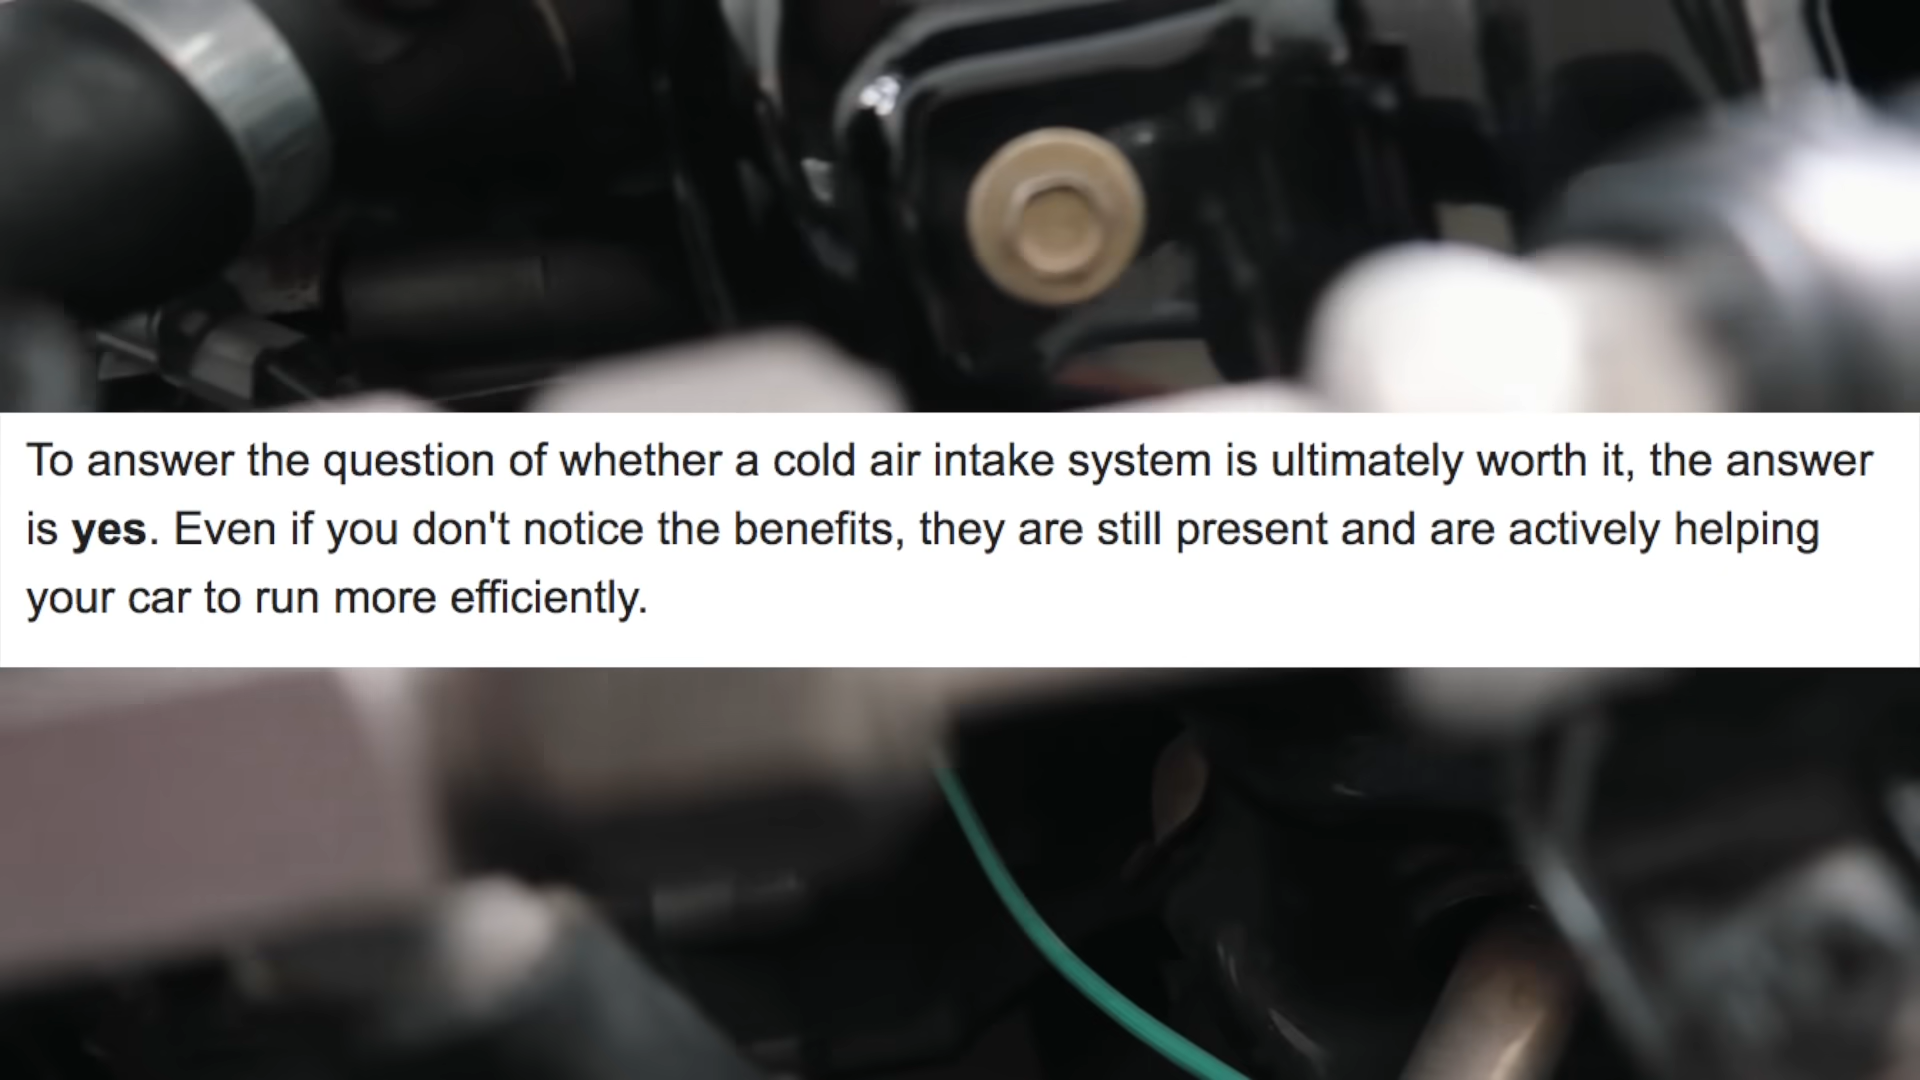 To answer the question of whether a cold air intake system is ultimately worth it, the answer
is yes. Even if you don't notice the benefits, they are still present and are actively helping
your car to run more efficiently.